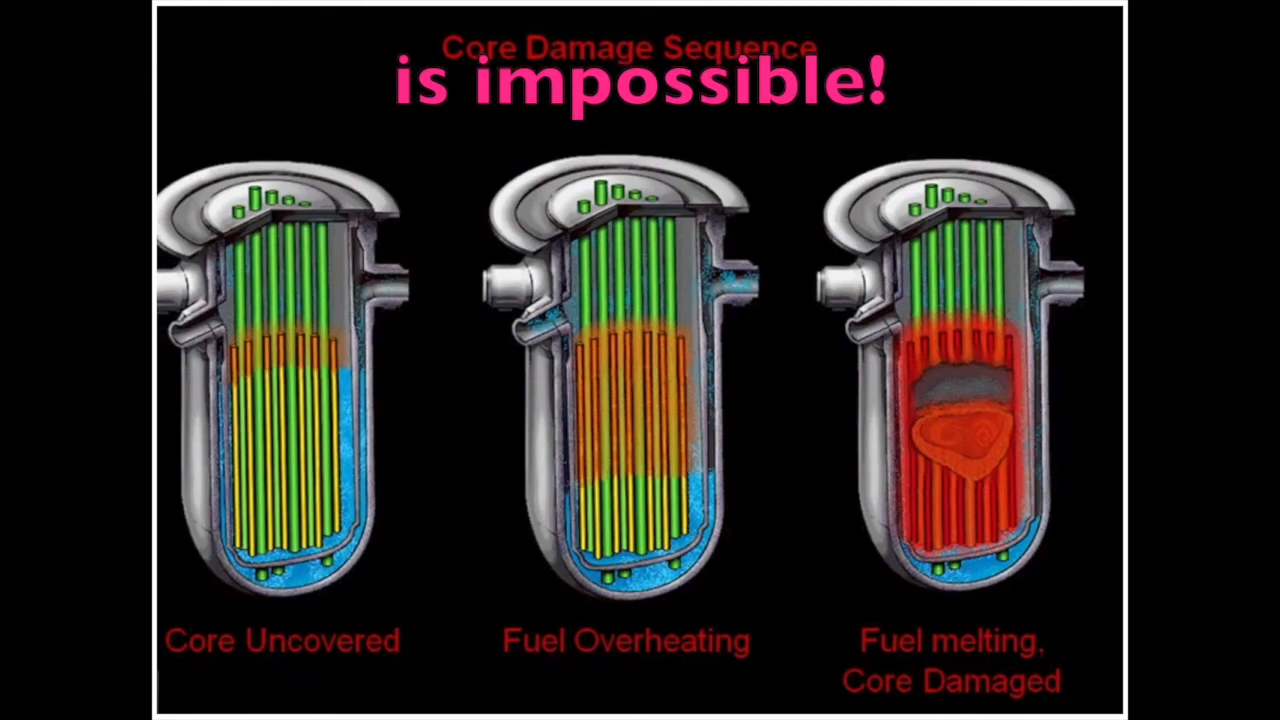 Core Damage Sequence
is impossible!
Core Uncovered
Fuel Overheating
Fuel melting,
Core Damaged